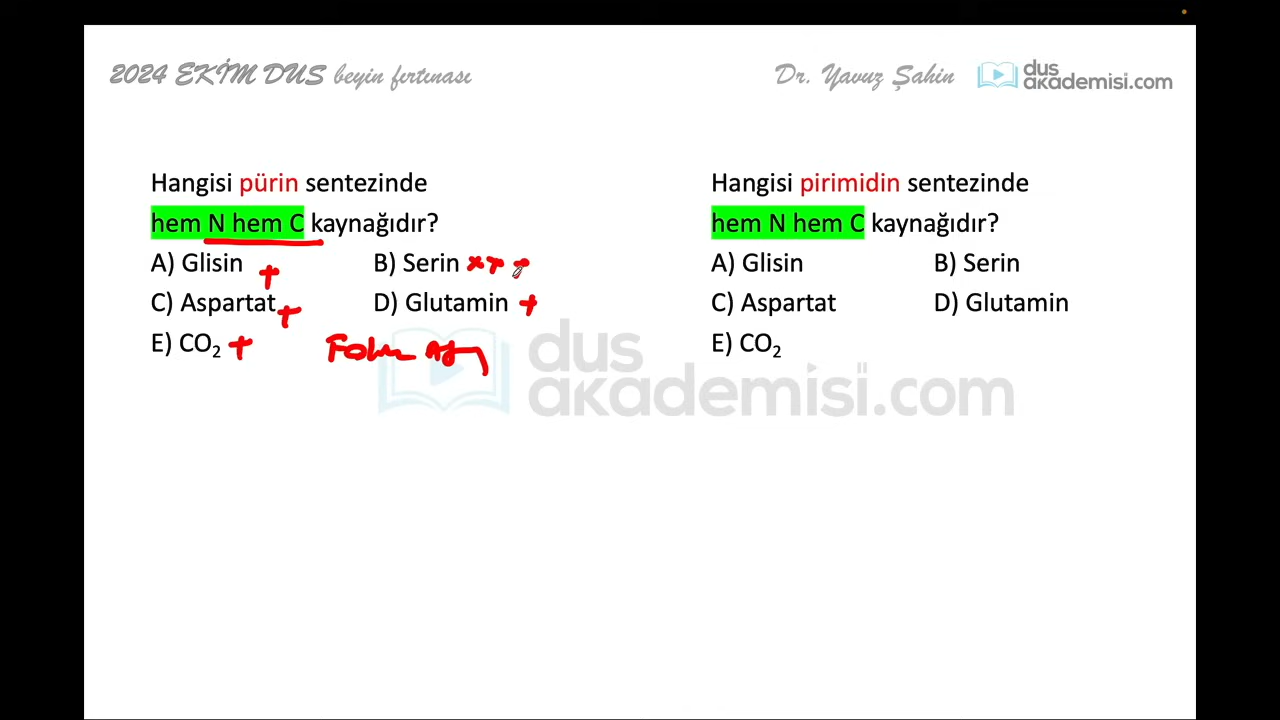 2024 EKİM DUS beyin fırtınası
Dr. Yavuz Şahin
dus
akademisi.com
Hangisi pürin sentezinde
hem N hem C kaynağıdır?
A) Glisin +
B) Serin
C) Aspartat +
D) Glutamin +
E) CO₂ +
Hangisi pirimidin sentezinde
hem N hem C kaynağıdır?
A) Glisin
B) Serin
C) Aspartat
D) Glutamin
E) CO₂
dus
akademisi.com